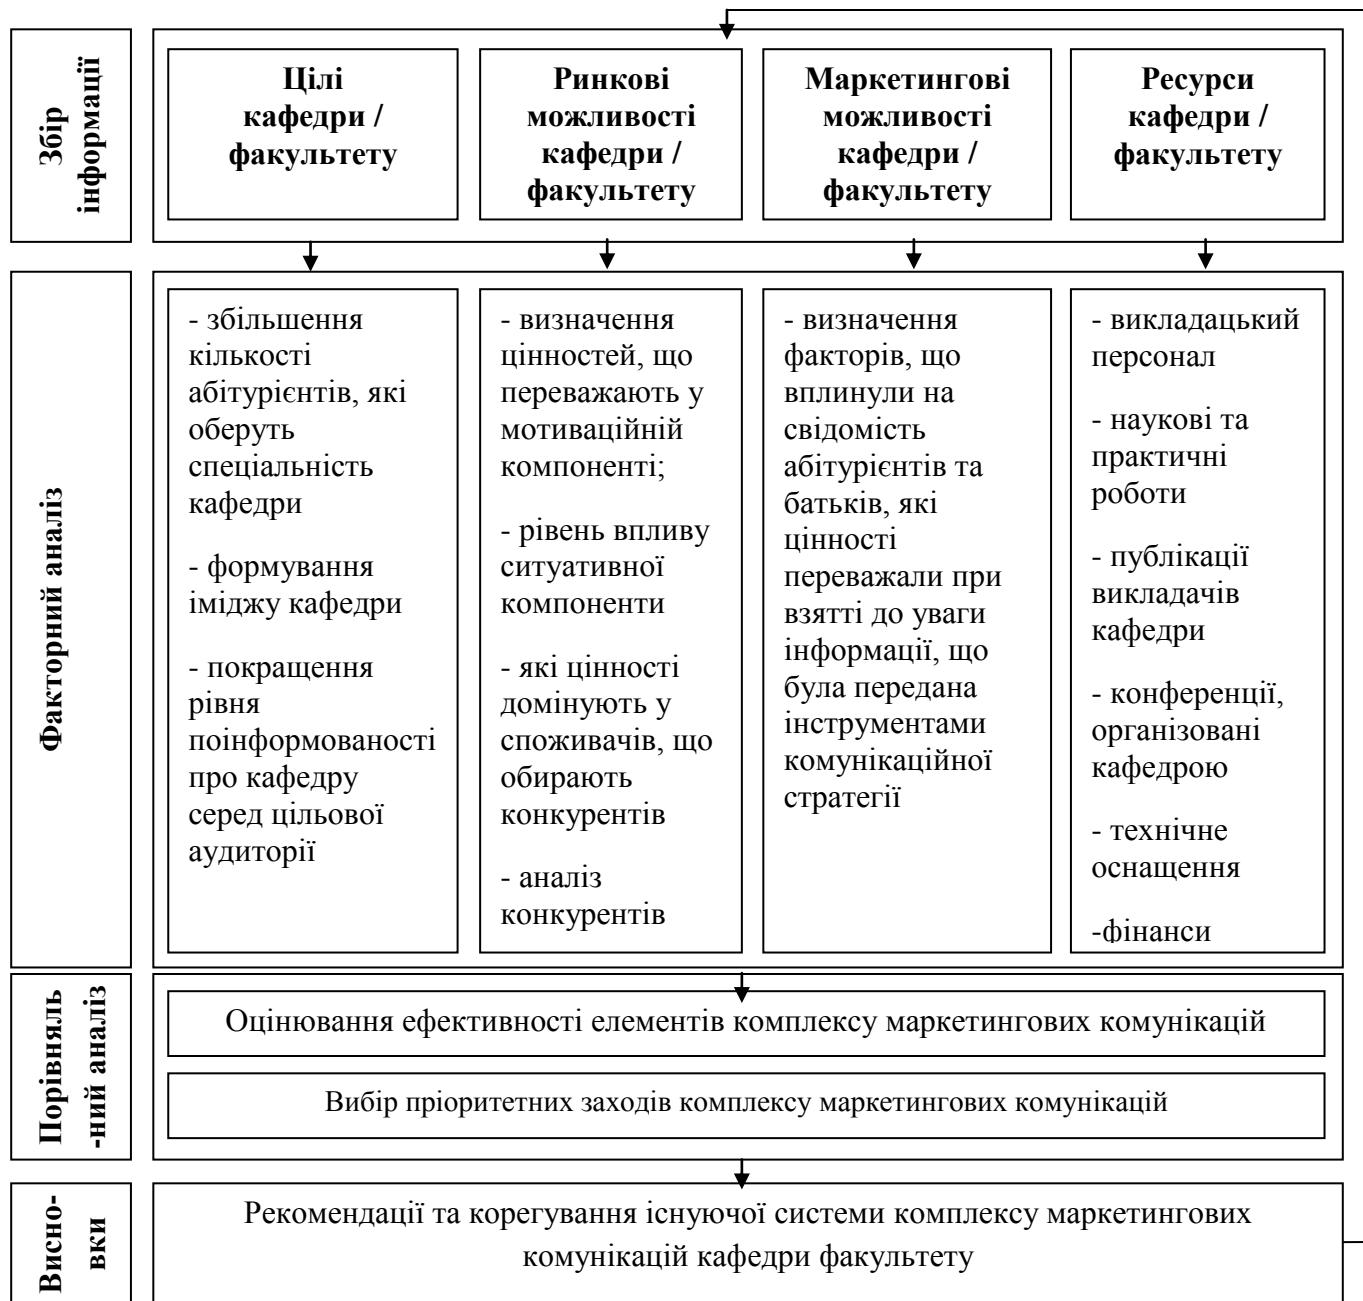 Збір
інформації
Цілі
кафедри /
факультету
Ринкові
можливості
кафедри /
факультету
Маркетингові
можливості
кафедри /
факультету
Ресурси
кафедри /
факультету
Факторний аналіз
- збільшення
кількості
абітурієнтів, які
оберуть
спеціальність
кафедри
- формування
іміджу кафедри
- покращення
рівня
поінформованості
про кафедру
серед цільової
аудиторії
- визначення
цінностей, що
переважають у
мотиваційній
компоненті;
- рівень впливу
ситуативної
компоненти
- які цінності
домінують у
споживачів, що
обирають
конкурентів
- аналіз
конкурентів
- визначення
факторів, що
вплинули на
свідомість
абітурієнтів та
батьків, які
цінності
переважали при
взятті до уваги
інформації, що
була передана
інструментами
комунікаційної
стратегії
- викладацький
персонал
- наукові та
практичні
роботи
- публікації
викладачів
кафедри
- конференції,
організовані
кафедрою
- технічне
оснащення
-фінанси
Порівняль
-ний аналіз
Оцінювання ефективності елементів комплексу маркетингових комунікацій
Вибір пріоритетних заходів комплексу маркетингових комунікацій
Висно-
вки
Рекомендації та корегування існуючої системи комплексу маркетингових
комунікацій кафедри факультету